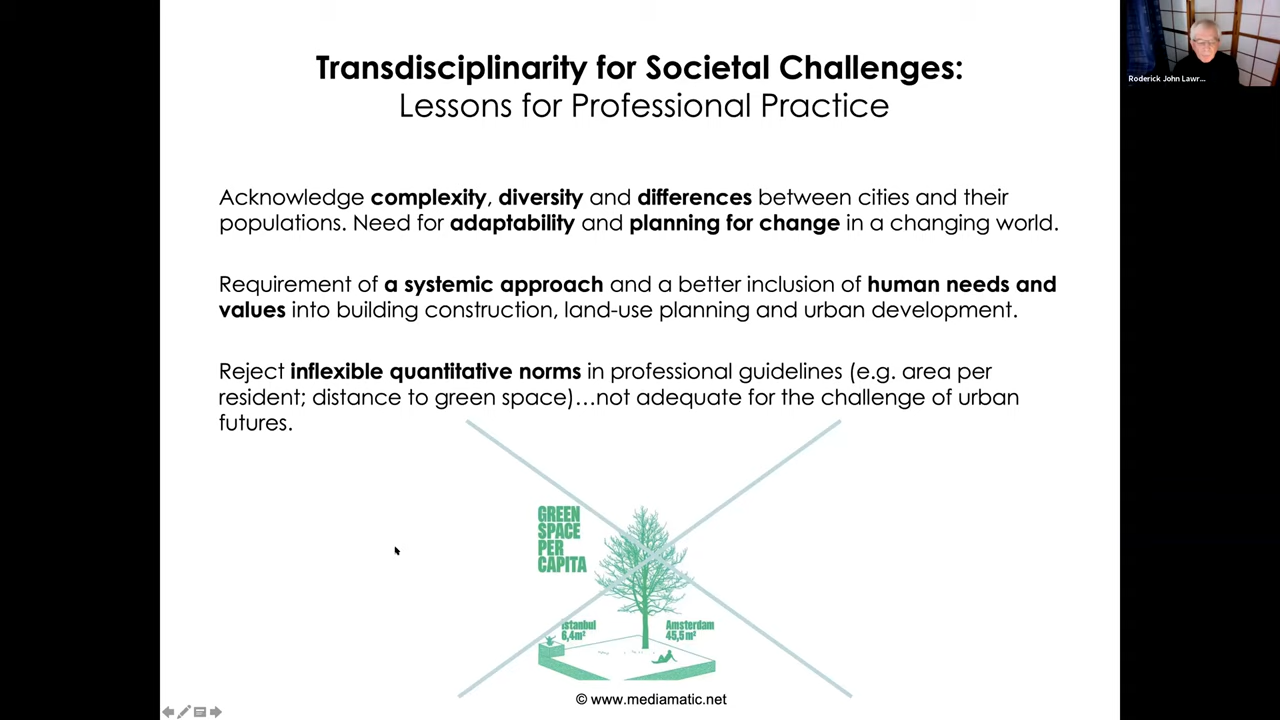 Transdisciplinarity for Societal Challenges:
Lessons for Professional Practice
Roderick John Lawr...
Acknowledge complexity, diversity and differences between cities and their
populations. Need for adaptability and planning for change in a changing world.
Requirement of a systemic approach and a better inclusion of human needs and
values into building construction, land-use planning and urban development.
Reject inflexible quantitative norms in professional guidelines (e.g. area per
resident; distance to green space)…not adequate for the challenge of urban
futures.
GREEN
SPACE
PER
CAPITA
Istanbul
6,4m²
Amsterdam
45,5m²
© www.mediamatic.net